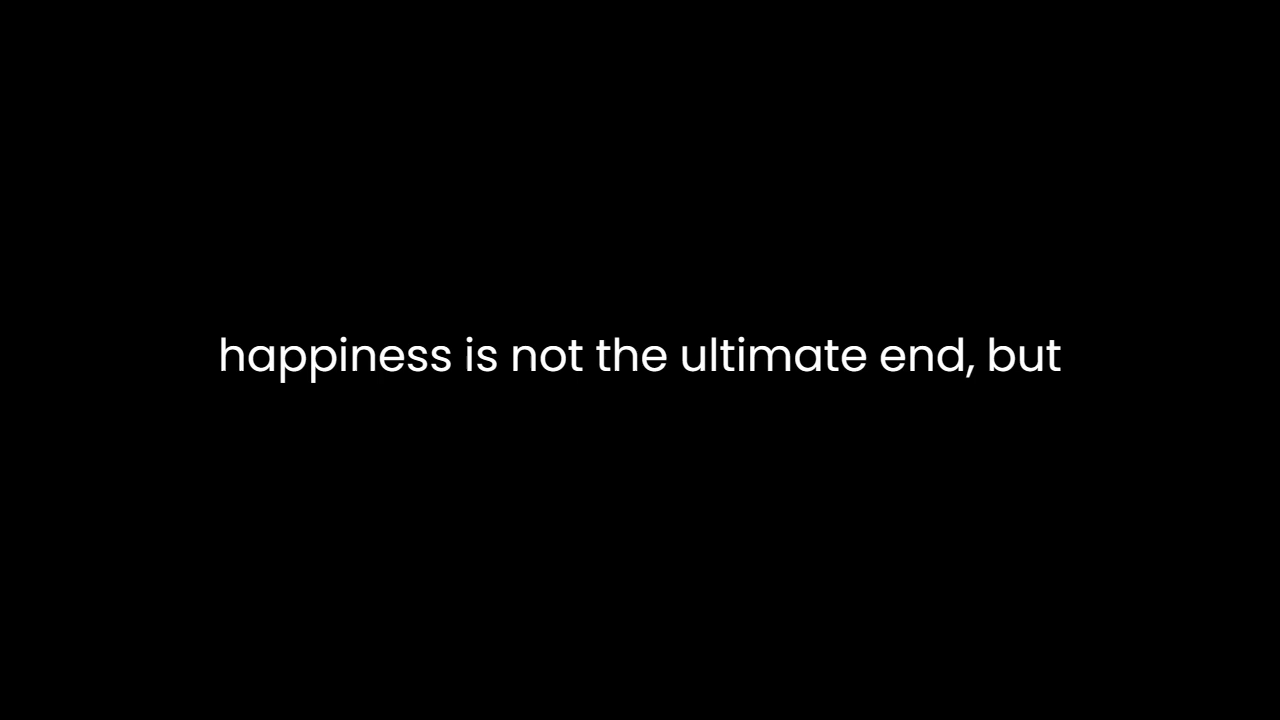 happiness is not the ultimate end, but